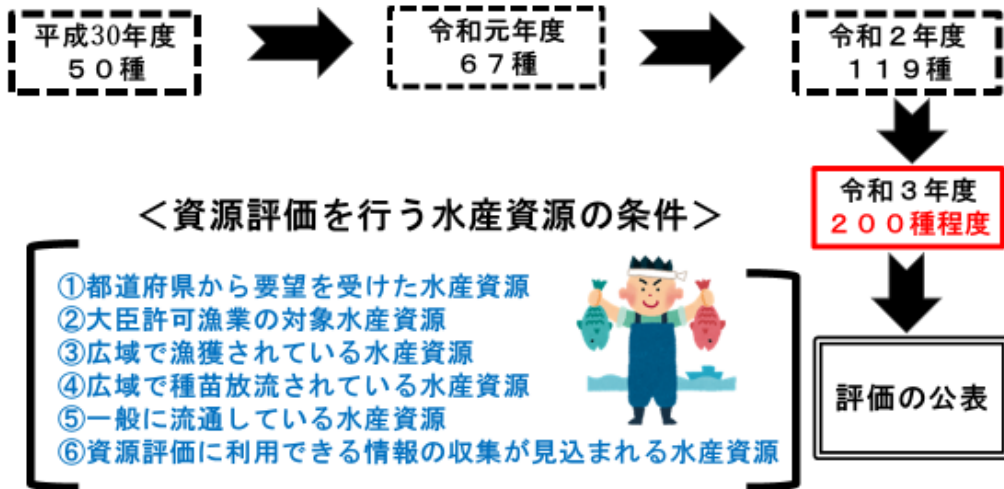 平成30年度
５０種
令和元年度
６７種
令和２年度
１１９種
令和３年度
２００種程度
＜資源評価を行う水産資源の条件＞
①都道府県から要望を受けた水産資源
②大臣許可漁業の対象水産資源
③広域で漁獲されている水産資源
④広域で種苗放流されている水産資源
⑤一般に流通している水産資源
⑥資源評価に利用できる情報の収集が見込まれる水産資源
評価の公表